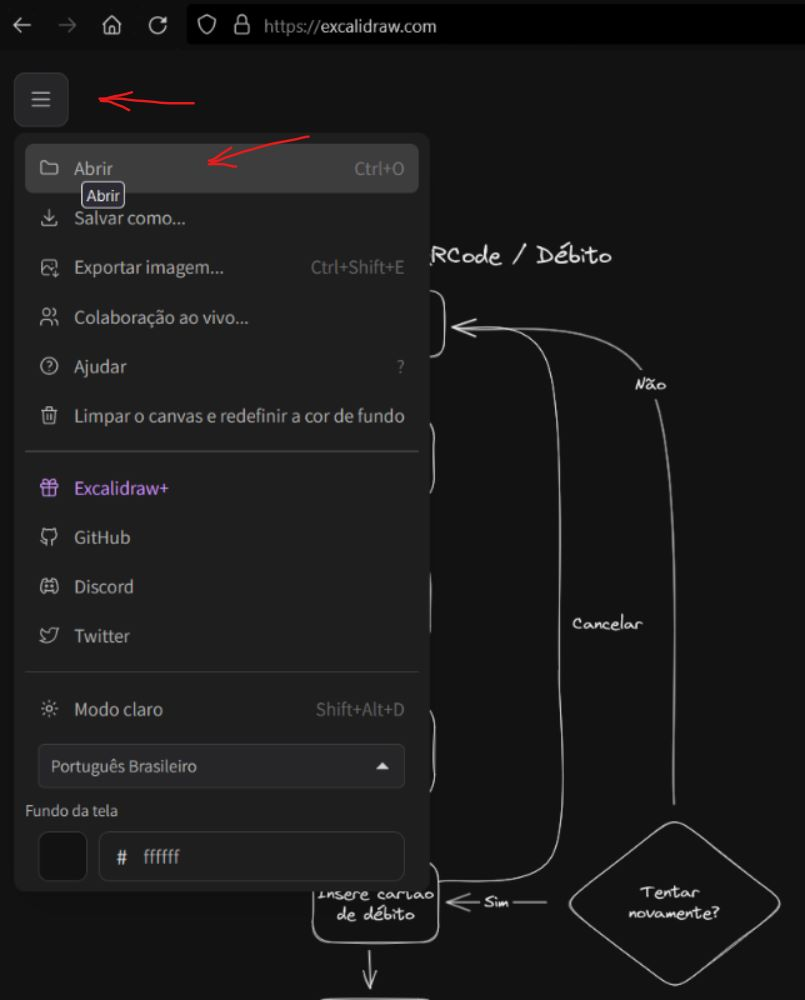 https://excalidraw.com
Abrir Ctrl+O
Abrir
Salvar como...
Exportar imagem... Ctrl+Shift+E
RCode / Débito
Colaboração ao vivo...
Ajudar ?
Não
Limpar o canvas e redefinir a cor de fundo
Excalidraw+
GitHub
Discord
Cancelar
Twitter
Modo claro Shift+Alt+D
Português Brasileiro
Fundo da tela
# ffffff
Insere cartão
de débito
Sim
Tentar
novamente?